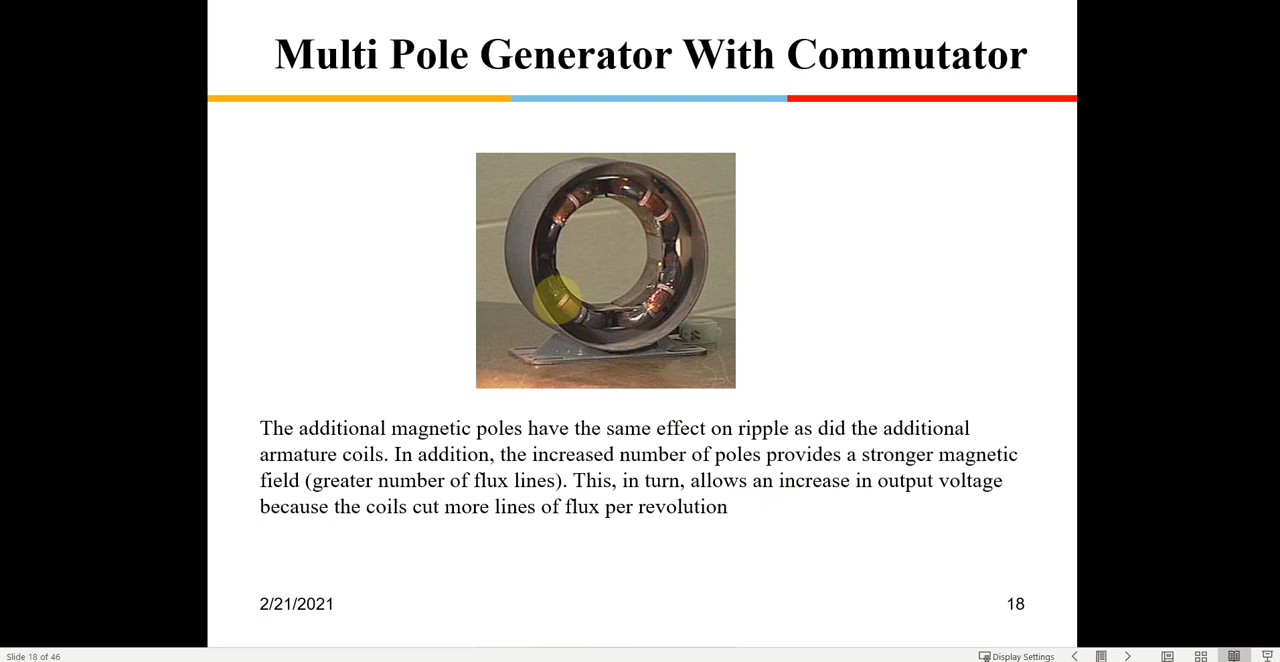 Multi Pole Generator With Commutator
The additional magnetic poles have the same effect on ripple as did the additional
armature coils. In addition, the increased number of poles provides a stronger magnetic
field (greater number of flux lines). This, in turn, allows an increase in output voltage
because the coils cut more lines of flux per revolution
2/21/2021
18
Slide 18 of 46
Display Settings